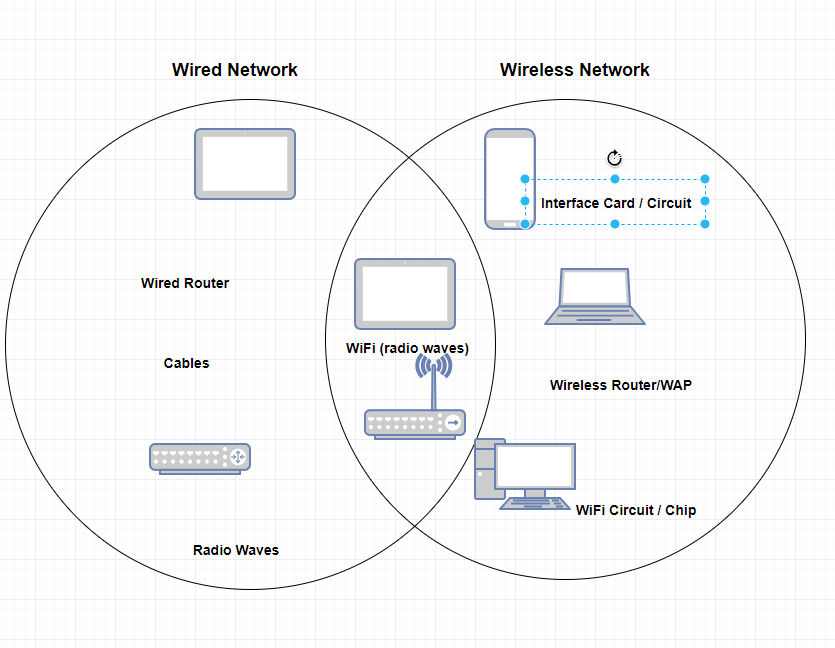 Wired Network
Wireless Network
Interface Card / Circuit
Wired Router
WiFi (radio waves)
Cables
Wireless Router/WAP
WiFi Circuit / Chip
Radio Waves